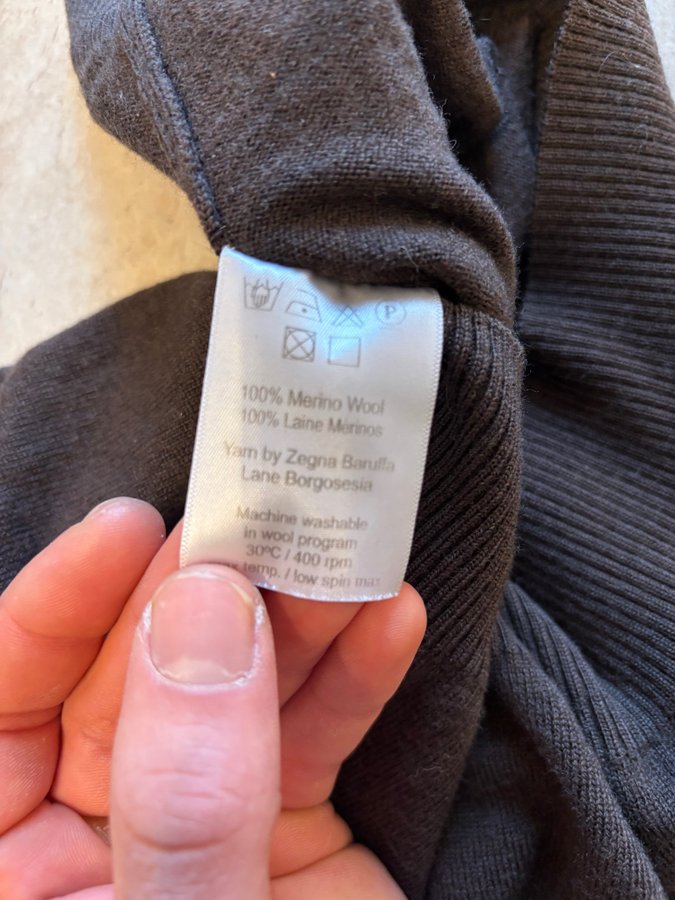 P
100% Merino Wool
100% Laine Mérinos
Yarn by Zegna Baruffa
Lane Borgosesia
Machine washable
in wool program
30ºC / 400 rpm
temp. / low spin max